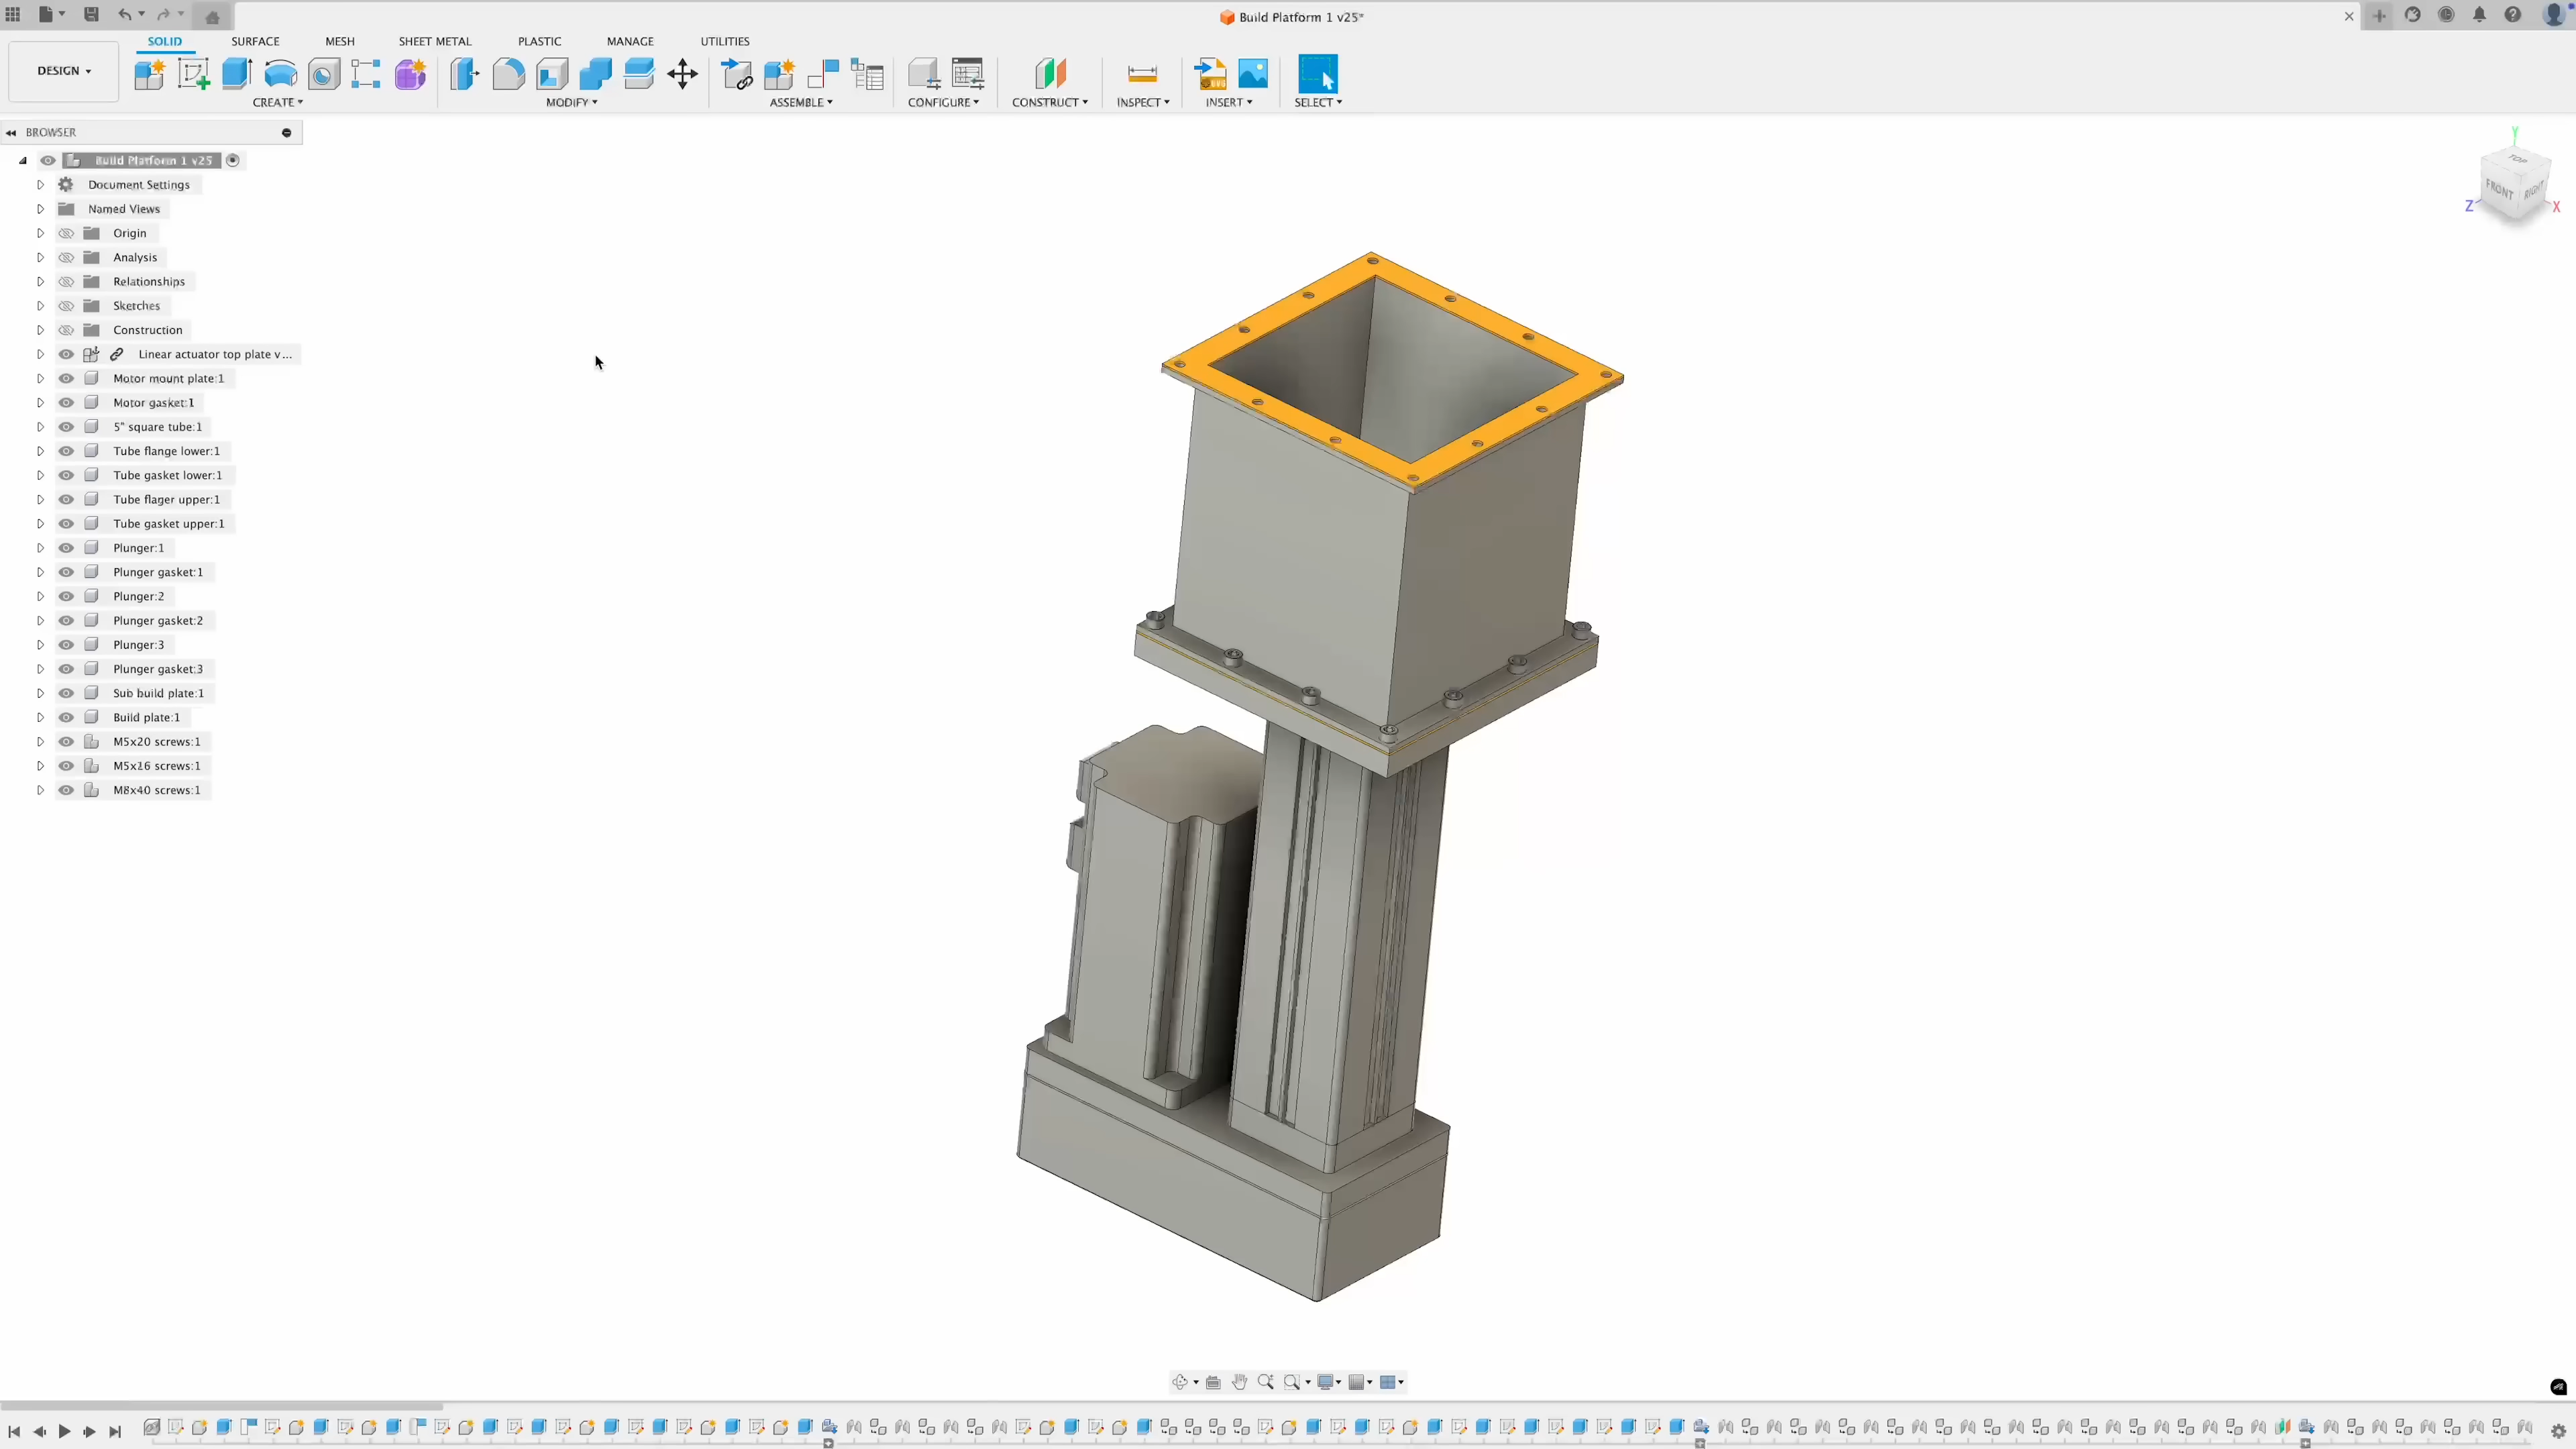 Build Platform 1 v25*
SOLID SURFACE MESH SHEET METAL PLASTIC MANAGE UTILITIES
DESIGN
CREATE MODIFY ASSEMBLE CONFIGURE CONSTRUCT INSPECT INSERT SELECT
BROWSER
Build Platform 1 v25
Document Settings
Named Views
Origin
Analysis
Relationships
Sketches
Construction
Linear actuator top plate v...
Motor mount plate:1
Motor gasket:1
5" square tube:1
Tube flange lower:1
Tube gasket lower:1
Tube flager upper:1
Tube gasket upper:1
Plunger:1
Plunger gasket:1
Plunger:2
Plunger gasket:2
Plunger:3
Plunger gasket:3
Sub build plate:1
Build plate:1
M5x20 screws:1
M5x16 screws:1
M8x40 screws:1
Y
TOP
FRONT RIGHT
Z X